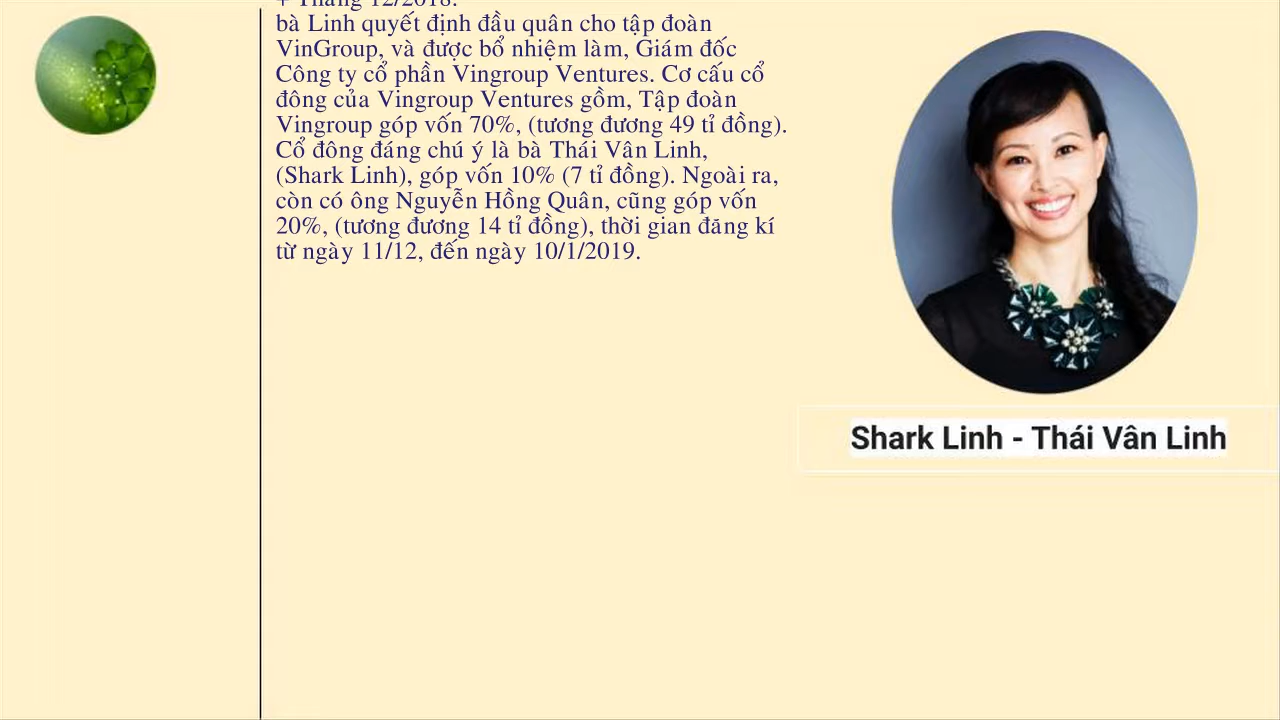 + Tháng 12/2018:
bà Linh quyết định đầu quân cho tập đoàn
VinGroup, và được bổ nhiệm làm, Giám đốc
Công ty cổ phần Vingroup Ventures. Cơ cấu cổ
đông của Vingroup Ventures gồm, Tập đoàn
Vingroup góp vốn 70%, (tương đương 49 tỉ đồng).
Cổ đông đáng chú ý là bà Thái Vân Linh,
(Shark Linh), góp vốn 10% (7 tỉ đồng). Ngoài ra,
còn có ông Nguyễn Hồng Quân, cũng góp vốn
20%, (tương đương 14 tỉ đồng), thời gian đăng kí
từ ngày 11/12, đến ngày 10/1/2019.
Shark Linh - Thái Vân Linh